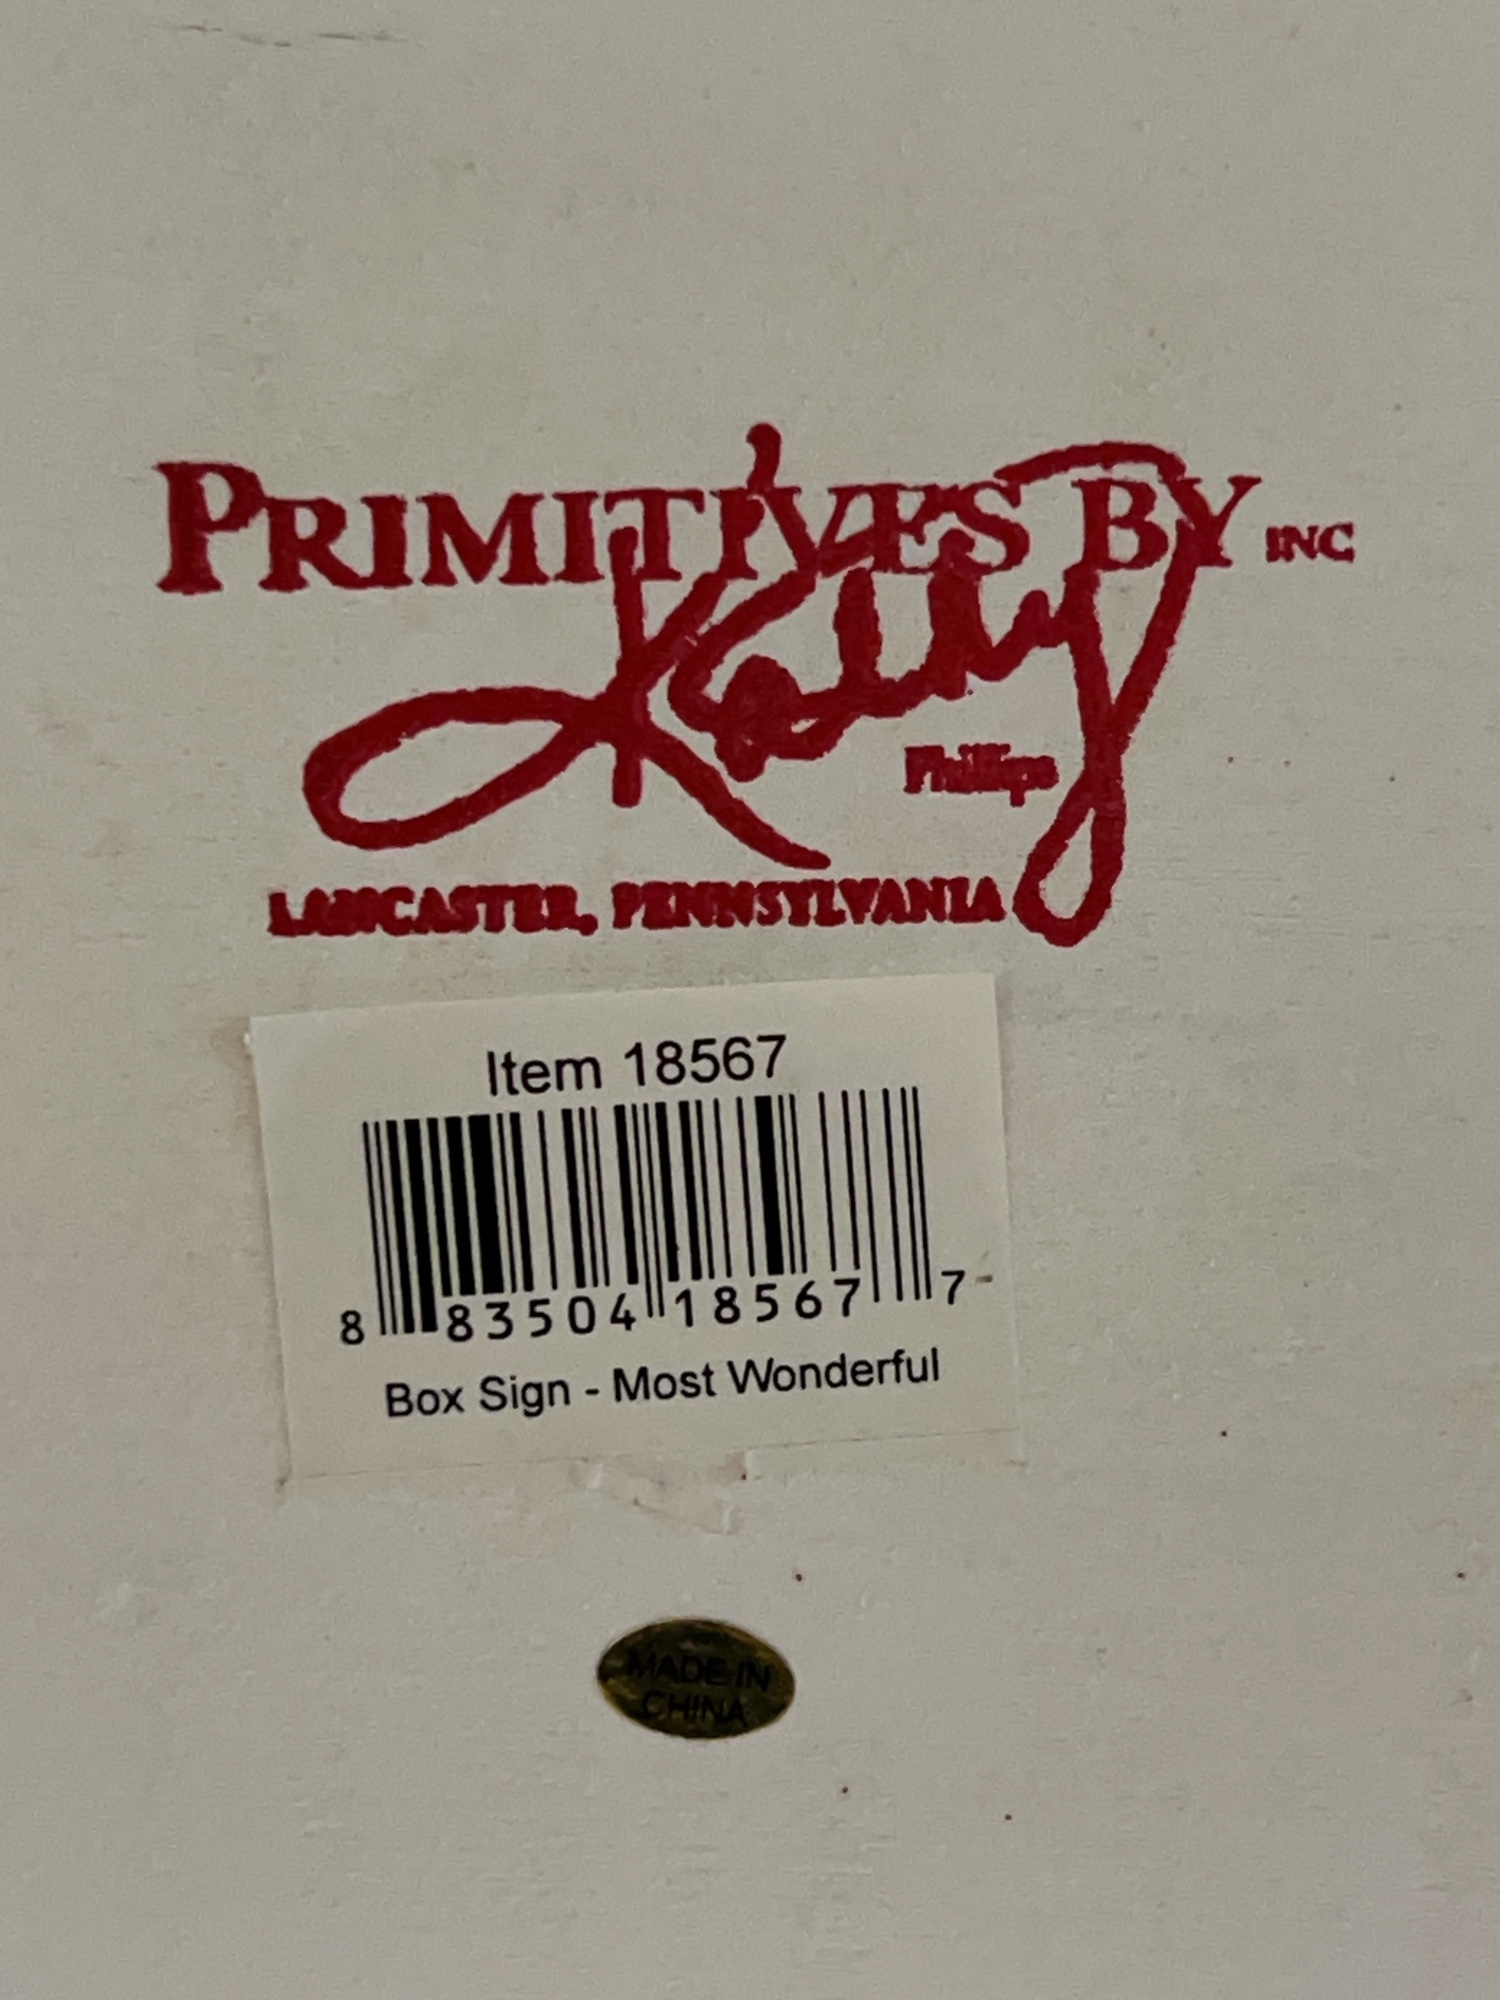 PRIMITIVES BY INC
Kathy
Phillips
LANCASTER, PENNSYLVANIA
Item 18567
8 83504 18567 7
Box Sign - Most Wonderful
MADE IN
CHINA